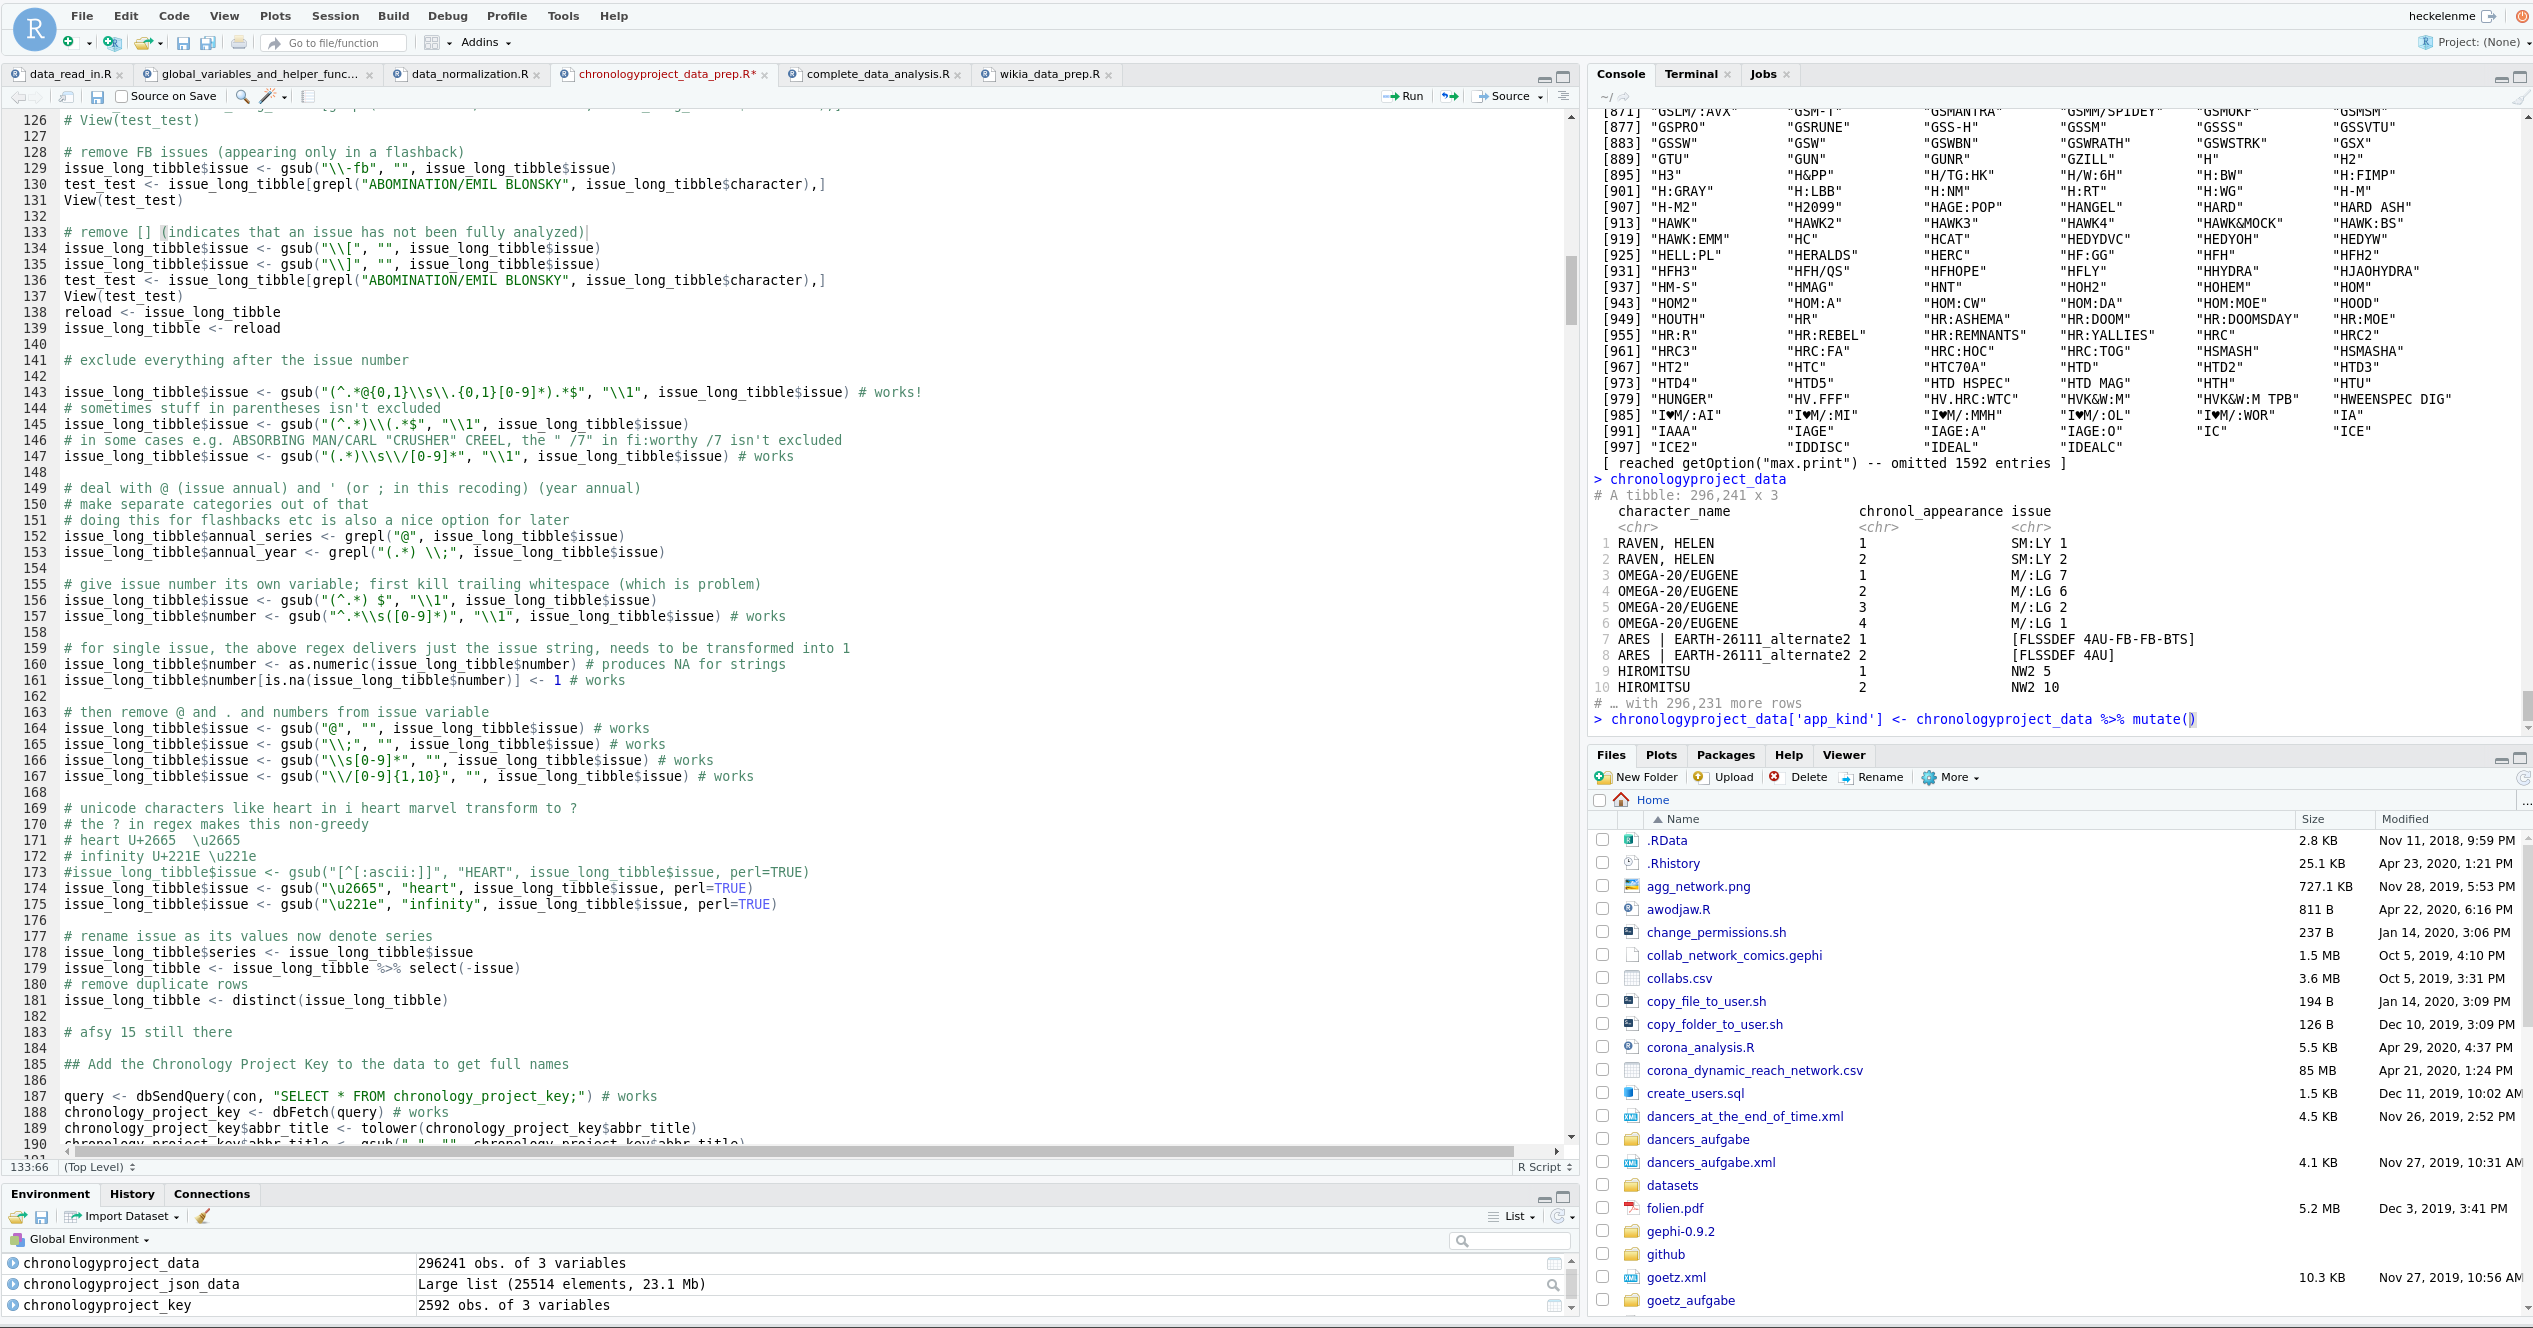 File Edit Code View Plots Session Build Debug Profile Tools Help
heckelenme
Go to file/function
Addins
Project: (None)
data_read_in.R
global_variables_and_helper_func...
data_normalization.R
chronologyproject_data_prep.R*
complete_data_analysis.R
wikia_data_prep.R
Source on Save
Run
Source
126 # View(test_test)
127
128 # remove FB issues (appearing only in a flashback)
129 issue_long_tibble$issue <- gsub("\\-fb", "", issue_long_tibble$issue)
130 test_test <- issue_long_tibble[grepl("ABOMINATION/EMIL BLONSKY", issue_long_tibble$character),]
131 View(test_test)
132
133 # remove [] (indicates that an issue has not been fully analyzed)
134 issue_long_tibble$issue <- gsub("\\[", "", issue_long_tibble$issue)
135 issue_long_tibble$issue <- gsub("\\]", "", issue_long_tibble$issue)
136 test_test <- issue_long_tibble[grepl("ABOMINATION/EMIL BLONSKY", issue_long_tibble$character),]
137 View(test_test)
138 reload <- issue_long_tibble
139 issue_long_tibble <- reload
140
141 # exclude everything after the issue number
142
143 issue_long_tibble$issue <- gsub("(^.*@{0,1}\\s\\.{0,1}[0-9]*).*$", "\\1", issue_long_tibble$issue) # works!
144 # sometimes stuff in parentheses isn't excluded
145 issue_long_tibble$issue <- gsub("(^.*)\\(.*$", "\\1", issue_long_tibble$issue)
146 # in some cases e.g. ABSORBING MAN/CARL "CRUSHER" CREEL, the " /7" in fi:worthy /7 isn't excluded
147 issue_long_tibble$issue <- gsub("(.*)\\s\\/[0-9]*", "\\1", issue_long_tibble$issue) # works
148
149 # deal with @ (issue annual) and ' (or ; in this recoding) (year annual)
150 # make separate categories out of that
151 # doing this for flashbacks etc is also a nice option for later
152 issue_long_tibble$annual_series <- grepl("@", issue_long_tibble$issue)
153 issue_long_tibble$annual_year <- grepl("(.*) \\;", issue_long_tibble$issue)
154
155 # give issue number its own variable; first kill trailing whitespace (which is problem)
156 issue_long_tibble$issue <- gsub("(^.*) $", "\\1", issue_long_tibble$issue)
157 issue_long_tibble$number <- gsub("^.*\\s([0-9]*)", "\\1", issue_long_tibble$issue) # works
158
159 # for single issue, the above regex delivers just the issue string, needs to be transformed into 1
160 issue_long_tibble$number <- as.numeric(issue_long_tibble$number) # produces NA for strings
161 issue_long_tibble$number[is.na(issue_long_tibble$number)] <- 1 # works
162
163 # then remove @ and . and numbers from issue variable
164 issue_long_tibble$issue <- gsub("@", "", issue_long_tibble$issue) # works
165 issue_long_tibble$issue <- gsub("\\;", "", issue_long_tibble$issue) # works
166 issue_long_tibble$issue <- gsub("\\s[0-9]*", "", issue_long_tibble$issue) # works
167 issue_long_tibble$issue <- gsub("\\/[0-9]{1,10}", "", issue_long_tibble$issue) # works
168
169 # unicode characters like heart in i heart marvel transform to ?
170 # the ? in regex makes this non-greedy
171 # heart U+2665  \u2665
172 # infinity U+221E \u221e
173 #issue_long_tibble$issue <- gsub("[^[:ascii:]]", "HEART", issue_long_tibble$issue, perl=TRUE)
174 issue_long_tibble$issue <- gsub("\u2665", "heart", issue_long_tibble$issue, perl=TRUE)
175 issue_long_tibble$issue <- gsub("\u221e", "infinity", issue_long_tibble$issue, perl=TRUE)
176
177 # rename issue as its values now denote series
178 issue_long_tibble$series <- issue_long_tibble$issue
179 issue_long_tibble <- issue_long_tibble %>% select(-issue)
180 # remove duplicate rows
181 issue_long_tibble <- distinct(issue_long_tibble)
182
183 # afsy 15 still there
184
185 ## Add the Chronology Project Key to the data to get full names
186
187 query <- dbSendQuery(con, "SELECT * FROM chronology_project_key;") # works
188 chronology_project_key <- dbFetch(query) # works
189 chronology_project_key$abbr_title <- tolower(chronology_project_key$abbr_title)
190 chronology_project_key$abbr_title <- gsub(" ", "", chronology_project_key$abbr_title)
133:66 (Top Level) R Script
Environment History Connections
Import Dataset
List
Global Environment
chronologyproject_data 296241 obs. of 3 variables
chronologyproject_json_data Large list (25514 elements, 23.1 Mb)
chronologyproject_key 2592 obs. of 3 variables
Console Terminal Jobs
~/
[871] "GSLM/:AVX" "GSM-T" "GSMANTRA" "GSMM/SPIDEY" "GSMOKF" "GSMSM"
[877] "GSPRO" "GSRUNE" "GSS-H" "GSSM" "GSSS" "GSSVTU"
[883] "GSSW" "GSW" "GSWBN" "GSWRATH" "GSWSTRK" "GSX"
[889] "GTU" "GUN" "GUNR" "GZILL" "H" "H2"
[895] "H3" "H&PP" "H/TG:HK" "H/W:6H" "H:BW" "H:FIMP"
[901] "H:GRAY" "H:LBB" "H:NM" "H:RT" "H:WG" "H-M"
[907] "H-M2" "H2099" "HAGE:POP" "HANGEL" "HARD" "HARD ASH"
[913] "HAWK" "HAWK2" "HAWK3" "HAWK4" "HAWK&MOCK" "HAWK:BS"
[919] "HAWK:EMM" "HC" "HCAT" "HEDYDVC" "HEDYOH" "HEDYW"
[925] "HELL:PL" "HERALDS" "HERC" "HF:GG" "HFH" "HFH2"
[931] "HFH3" "HFH/QS" "HFHOPE" "HFLY" "HHYDRA" "HJAOHYDRA"
[937] "HM-S" "HMAG" "HNT" "HOH2" "HOHEM" "HOM"
[943] "HOM2" "HOM:A" "HOM:CW" "HOM:DA" "HOM:MOE" "HOOD"
[949] "HOUTH" "HR" "HR:ASHEMA" "HR:DOOM" "HR:DOOMSDAY" "HR:MOE"
[955] "HR:R" "HR:REBEL" "HR:REMNANTS" "HR:YALLIES" "HRC" "HRC2"
[961] "HRC3" "HRC:FA" "HRC:HOC" "HRC:TOG" "HSMASH" "HSMASHA"
[967] "HT2" "HTC" "HTC70A" "HTD" "HTD2" "HTD3"
[973] "HTD4" "HTD5" "HTD HSPEC" "HTD MAG" "HTH" "HTU"
[979] "HUNGER" "HV.FFF" "HV.HRC:WTC" "HVK&W:M" "HVK&W:M TPB" "HWEENSPEC DIG"
[985] "I♥M/:AI" "I♥M/:MI" "I♥M/:MMH" "I♥M/:OL" "I♥M/:WOR" "IA"
[991] "IAAA" "IAGE" "IAGE:A" "IAGE:O" "IC" "ICE"
[997] "ICE2" "IDDISC" "IDEAL" "IDEALC"
[ reached getOption("max.print") -- omitted 1592 entries ]
> chronologyproject_data
# A tibble: 296,241 x 3
character_name chronol_appearance issue
<chr> <chr> <chr>
1 RAVEN, HELEN 1 SM:LY 1
2 RAVEN, HELEN 2 SM:LY 2
3 OMEGA-20/EUGENE 1 M/:LG 7
4 OMEGA-20/EUGENE 2 M/:LG 6
5 OMEGA-20/EUGENE 3 M/:LG 2
6 OMEGA-20/EUGENE 4 M/:LG 1
7 ARES | EARTH-26111_alternate2 1 [FLSSDEF 4AU-FB-FB-BTS]
8 ARES | EARTH-26111_alternate2 2 [FLSSDEF 4AU]
9 HIROMITSU 1 NW2 5
10 HIROMITSU 2 NW2 10
# … with 296,231 more rows
> chronologyproject_data['app_kind'] <- chronologyproject_data %>% mutate()
Files Plots Packages Help Viewer
New Folder Upload Delete Rename More
Home ...
Name Size Modified
.RData 2.8 KB Nov 11, 2018, 9:59 PM
.Rhistory 25.1 KB Apr 23, 2020, 1:21 PM
agg_network.png 727.1 KB Nov 28, 2019, 5:53 PM
awodjaw.R 811 B Apr 22, 2020, 6:16 PM
change_permissions.sh 237 B Jan 14, 2020, 3:06 PM
collab_network_comics.gephi 1.5 MB Oct 5, 2019, 4:10 PM
collabs.csv 3.6 MB Oct 5, 2019, 3:31 PM
copy_file_to_user.sh 194 B Jan 14, 2020, 3:09 PM
copy_folder_to_user.sh 126 B Dec 10, 2019, 3:09 PM
corona_analysis.R 5.5 KB Apr 29, 2020, 4:37 PM
corona_dynamic_reach_network.csv 85 MB Apr 21, 2020, 1:24 PM
create_users.sql 1.5 KB Dec 11, 2019, 10:02 AM
dancers_at_the_end_of_time.xml 4.5 KB Nov 26, 2019, 2:52 PM
dancers_aufgabe
dancers_aufgabe.xml 4.1 KB Nov 27, 2019, 10:31 AM
datasets
folien.pdf 5.2 MB Dec 3, 2019, 3:41 PM
gephi-0.9.2
github
goetz.xml 10.3 KB Nov 27, 2019, 10:56 AM
goetz_aufgabe